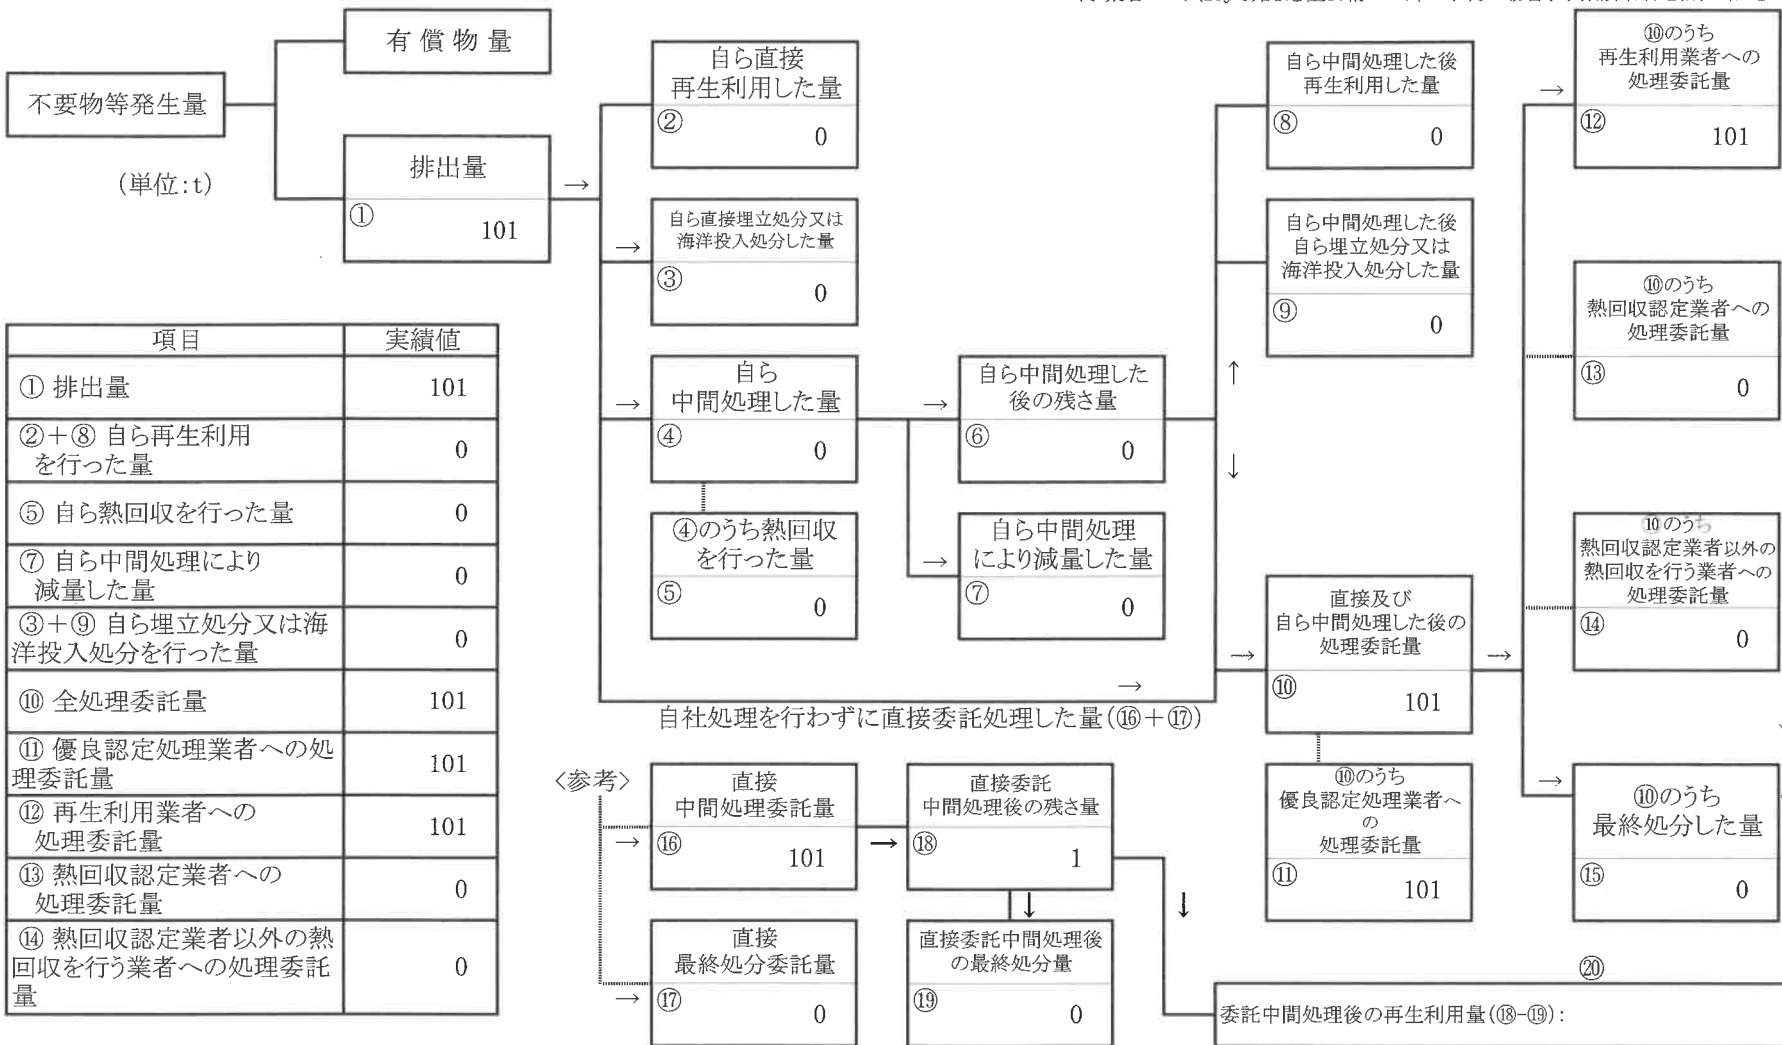 有償物量
不要物等発生量
(単位:t)
排出量
①
101
→
自ら直接
再生利用した量
②
0
→
自ら直接埋立処分又は
海洋投入処分した量
③
0
→
自ら
中間処理した量
④
0
④のうち熱回収
を行った量
⑤
0
→
自ら中間処理した
後の残さ量
⑥
0
→
自ら中間処理
により減量した量
⑦
0
↑
↓
自ら中間処理した後
再生利用した量
⑧
0
自ら中間処理した後
自ら埋立処分又は
海洋投入処分した量
⑨
0
→
自社処理を行わずに直接委託処理した量(⑯+⑰)
→
直接及び
自ら中間処理した後の
処理委託量
⑩
101
→
⑩のうち
優良認定処理業者へ
の
処理委託量
⑪
101
→
⑩のうち
再生利用業者への
処理委託量
⑫
101
⑩のうち
熱回収認定業者への
処理委託量
⑬
0
⑩のうち
熱回収認定業者以外の
熱回収を行う業者への
処理委託量
⑭
0
→
⑩のうち
最終処分した量
⑮
0
項目 実績値
① 排出量 101
②+⑧ 自ら再生利用
を行った量 0
⑤ 自ら熱回収を行った量 0
⑦ 自ら中間処理により
減量した量 0
③+⑨ 自ら埋立処分又は海
洋投入処分を行った量 0
⑩ 全処理委託量 101
⑪ 優良認定処理業者への処
理委託量 101
⑫ 再生利用業者への
処理委託量 101
⑬ 熱回収認定業者への
処理委託量 0
⑭ 熱回収認定業者以外の熱
回収を行う業者への処理委託
量 0
<参考>
→
直接
中間処理委託量
⑯
101
→
直接委託
中間処理後の残さ量
⑱
1
↓
↓
→
直接
最終処分委託量
⑰
0
直接委託中間処理後
の最終処分量
⑲
0
⑳
委託中間処理後の再生利用量(⑱-⑲):